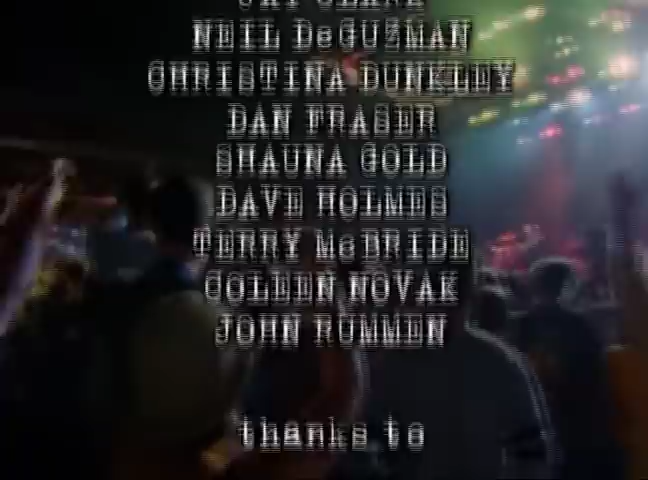 NEIL DeGUZMAN
CHRISTINA DUNKLEY
DAN FRASER
SHAUNA GOLD
DAVE HOLMES
TERRY McBRIDE
COLEEN NOVAK
JOHN RUMMEN
thanks to